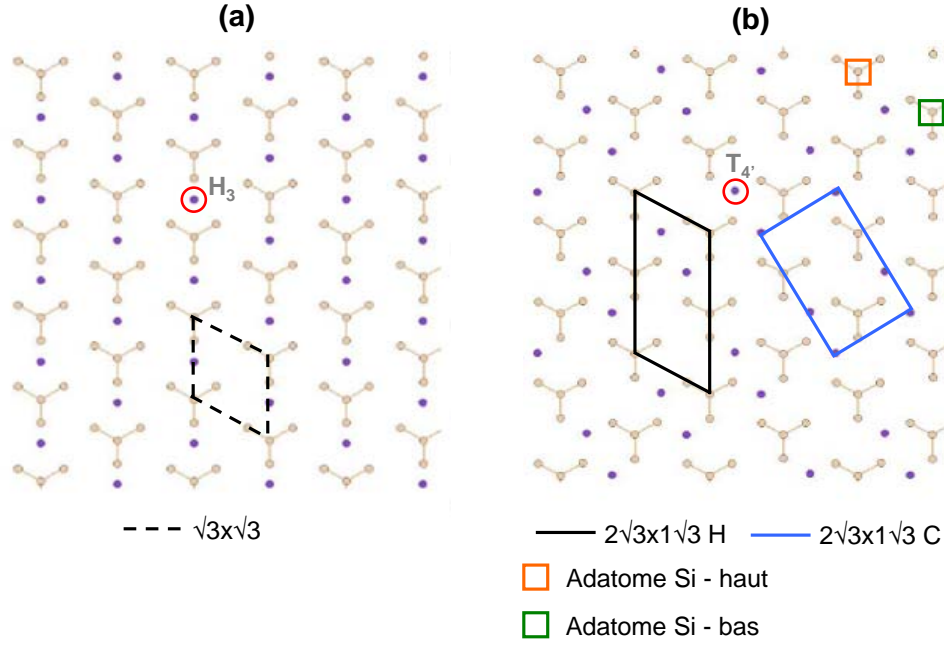 (a)
(b)
H₃
T₄'
√3x√3
2√3x1√3 H
2√3x1√3 C
Adatome Si - haut
Adatome Si - bas